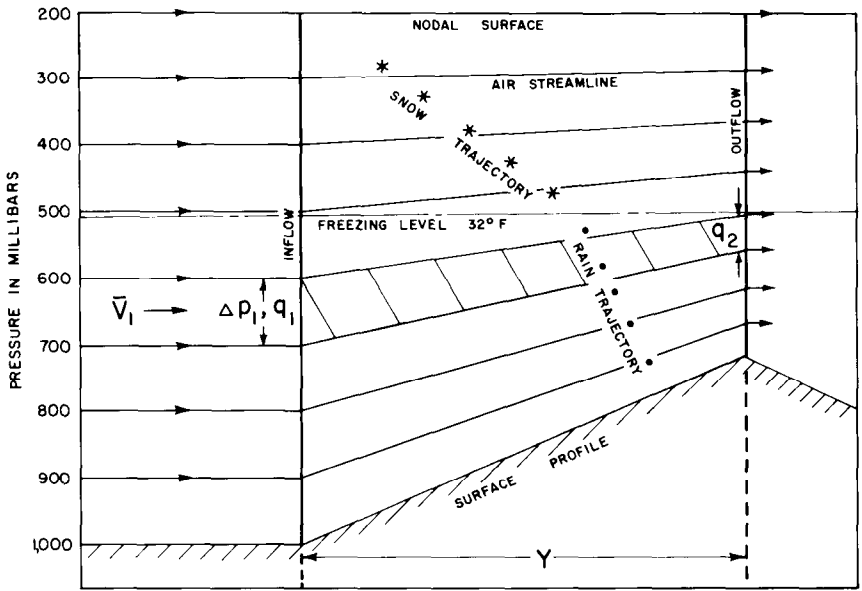 200
300
400
500
600
700
800
900
1,000
PRESSURE IN MILLIBARS
NODAL SURFACE
AIR STREAMLINE
SNOW TRAJECTORY
INFLOW
OUTFLOW
FREEZING LEVEL 32° F
RAIN TRAJECTORY
V̄₁
Δp₁, q₁
q₂
SURFACE PROFILE
Y